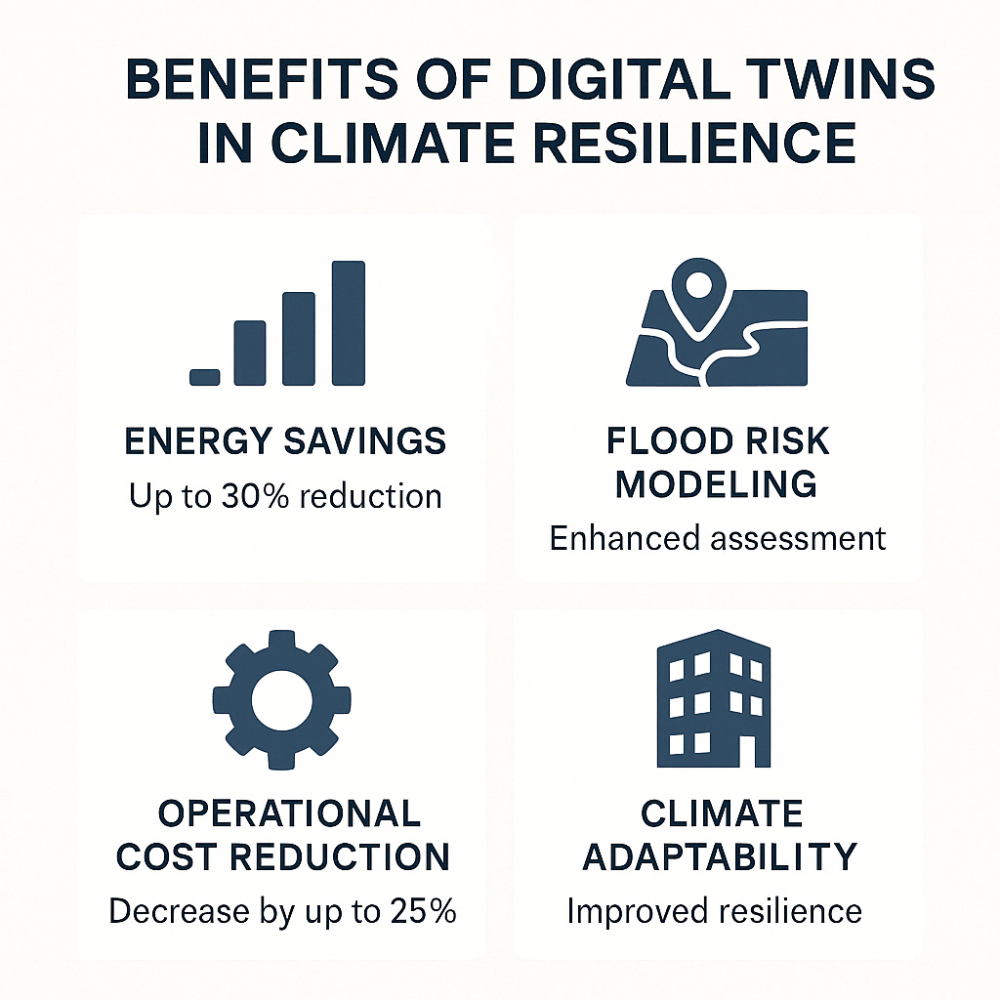 BENEFITS OF DIGITAL TWINS
IN CLIMATE RESILIENCE
ENERGY SAVINGS
Up to 30% reduction
FLOOD RISK
MODELING
Enhanced assessment
OPERATIONAL
COST REDUCTION
Decrease by up to 25%
CLIMATE
ADAPTABILITY
Improved resilience